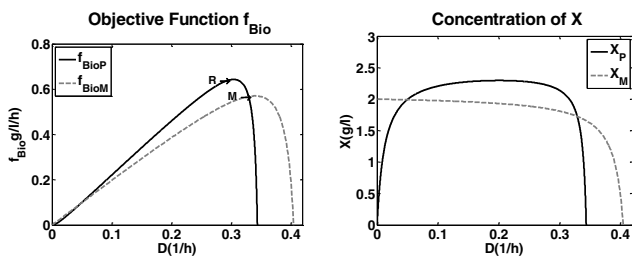 Objective Function f_Bio
0.8
0.6
0.4
0.2
0
f_BioP
f_BioM
R
M
f_Bio g/l/h
0 0.1 0.2 0.3 0.4
D(1/h)
Concentration of X
3
2.5
2
1.5
1
0.5
0
X_P
X_M
X(g/l)
0 0.1 0.2 0.3 0.4
D(1/h)